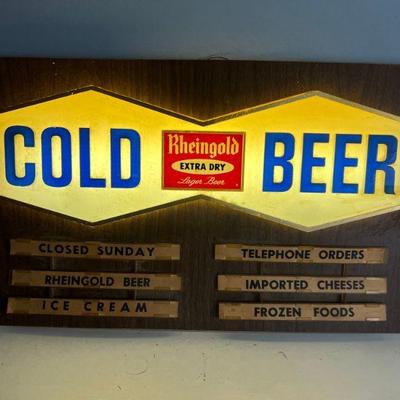 COLD BEER
Rheingold
EXTRA DRY
Lager Beer
CLOSED SUNDAY
RHEINGOLD BEER
ICE CREAM
TELEPHONE ORDERS
IMPORTED CHEESES
FROZEN FOODS